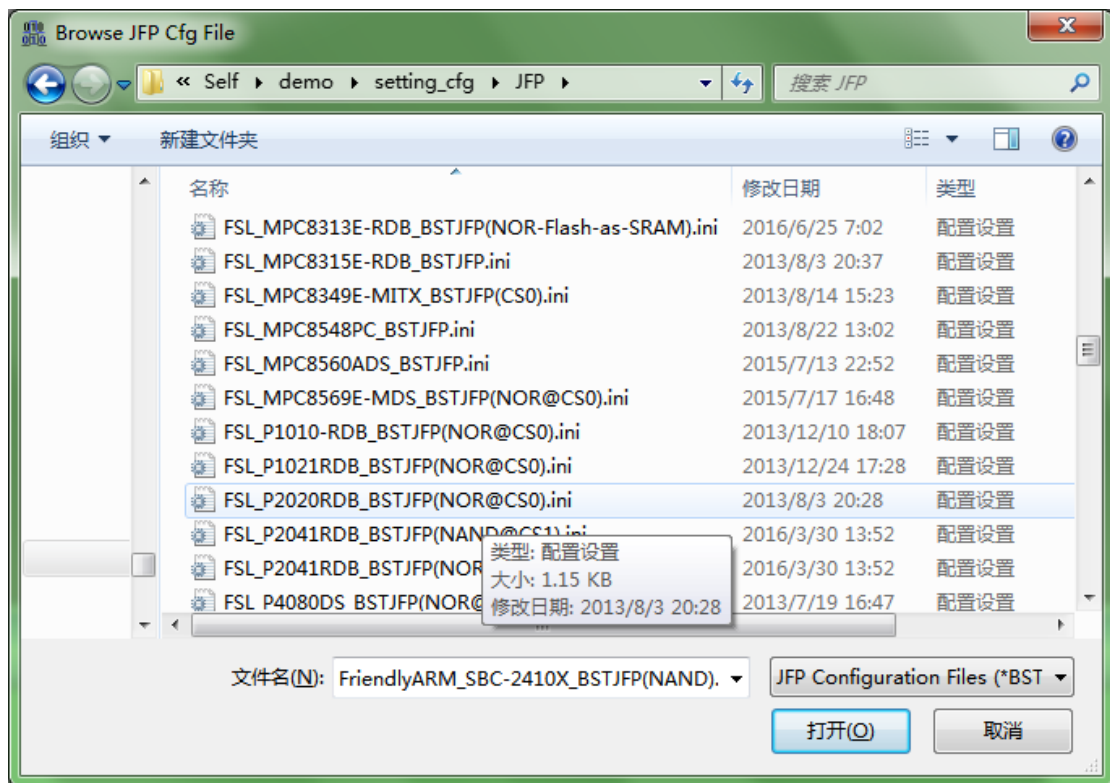 Browse JFP Cfg File
« Self ▸ demo ▸ setting_cfg ▸ JFP ▸ 搜索 JFP
组织 新建文件夹
名称 修改日期 类型
FSL_MPC8313E-RDB_BSTJFP(NOR-Flash-as-SRAM).ini 2016/6/25 7:02 配置设置
FSL_MPC8315E-RDB_BSTJFP.ini 2013/8/3 20:37 配置设置
FSL_MPC8349E-MITX_BSTJFP(CS0).ini 2013/8/14 15:23 配置设置
FSL_MPC8548PC_BSTJFP.ini 2013/8/22 13:02 配置设置
FSL_MPC8560ADS_BSTJFP.ini 2015/7/13 22:52 配置设置
FSL_MPC8569E-MDS_BSTJFP(NOR@CS0).ini 2015/7/17 16:48 配置设置
FSL_P1010-RDB_BSTJFP(NOR@CS0).ini 2013/12/10 18:07 配置设置
FSL_P1021RDB_BSTJFP(NOR@CS0).ini 2013/12/24 17:28 配置设置
FSL_P2020RDB_BSTJFP(NOR@CS0).ini 2013/8/3 20:28 配置设置
FSL_P2041RDB_BSTJFP(NAND@CS1).ini 2016/3/30 13:52 配置设置
FSL_P2041RDB_BSTJFP(NOR 2016/3/30 13:52 配置设置
FSL_P4080DS_BSTJFP(NOR@ 2013/7/19 16:47 配置设置
类型: 配置设置
大小: 1.15 KB
修改日期: 2013/8/3 20:28
文件名(N): FriendlyARM_SBC-2410X_BSTJFP(NAND). JFP Configuration Files (*BST
打开(O) 取消